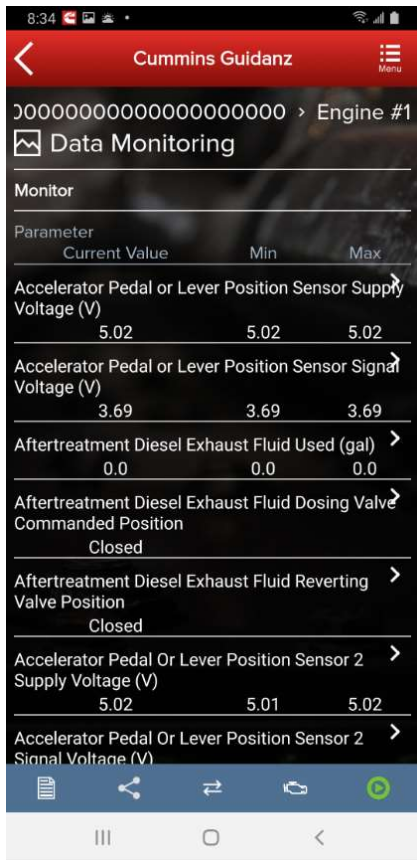 8:34
Cummins Guidanz
Menu
00000000000000000000000 > Engine #1
Data Monitoring
Monitor
Parameter
Current Value Min Max
Accelerator Pedal or Lever Position Sensor Supply
Voltage (V)
5.02 5.02 5.02
Accelerator Pedal or Lever Position Sensor Signal
Voltage (V)
3.69 3.69 3.69
Aftertreatment Diesel Exhaust Fluid Used (gal)
0.0 0.0 0.0
Aftertreatment Diesel Exhaust Fluid Dosing Valve
Commanded Position
Closed
Aftertreatment Diesel Exhaust Fluid Reverting
Valve Position
Closed
Accelerator Pedal Or Lever Position Sensor 2
Supply Voltage (V)
5.02 5.01 5.02
Accelerator Pedal Or Lever Position Sensor 2
Signal Voltage (V)